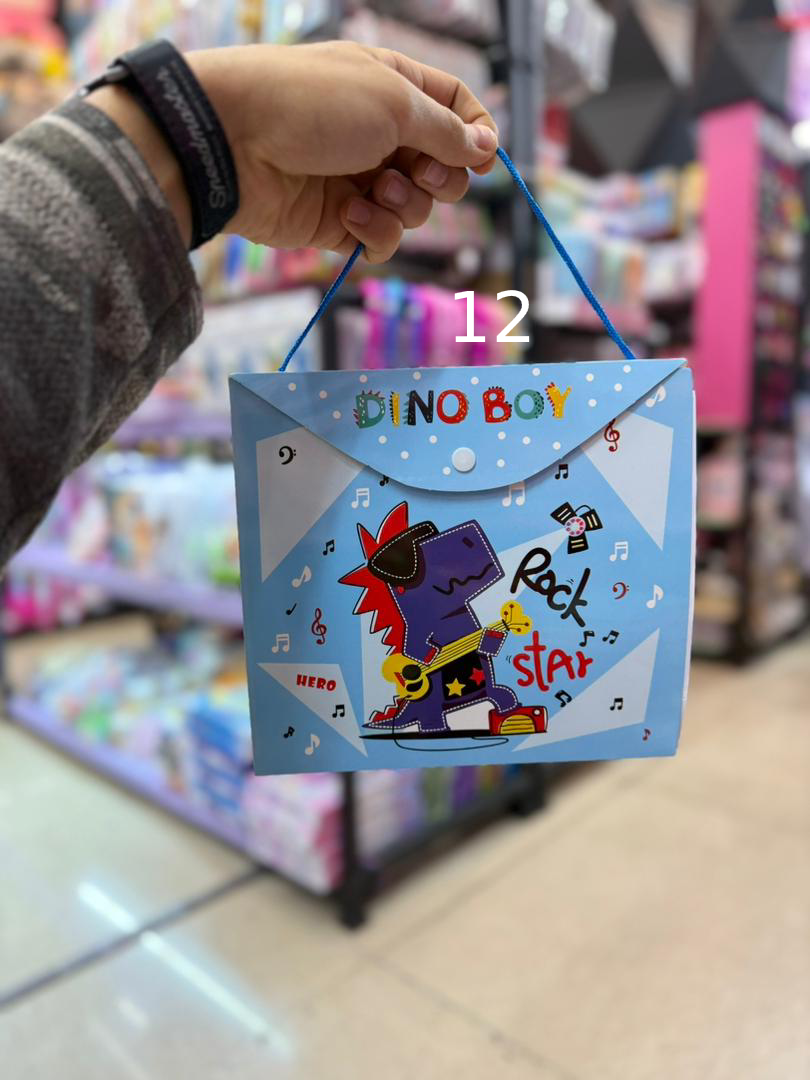 Speedmaster
12
DINO BOY
Rock
star
HERO